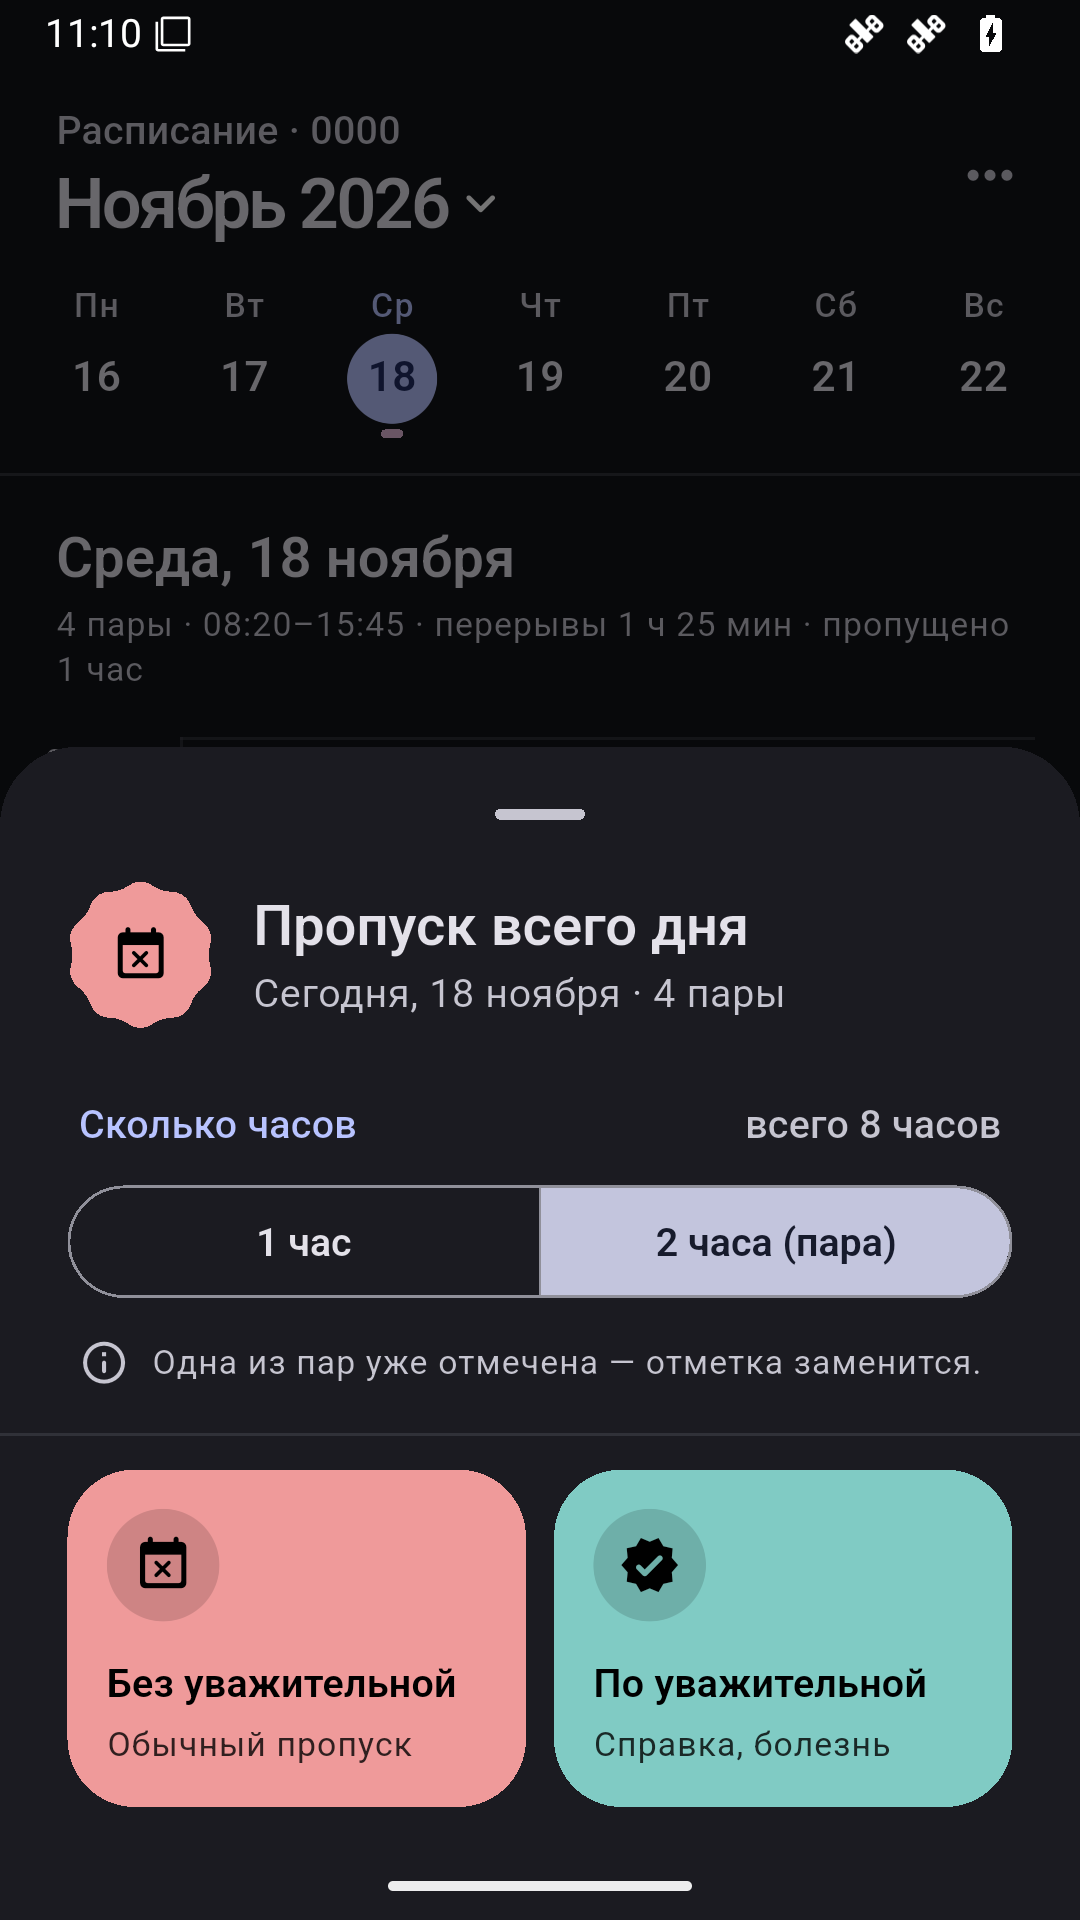 11:10
Расписание · 0000
Ноябрь 2026
Пн Вт Ср Чт Пт Сб Вс
16 17 18 19 20 21 22
Среда, 18 ноября
4 пары · 08:20–15:45 · перерывы 1 ч 25 мин · пропущено
1 час
Пропуск всего дня
Сегодня, 18 ноября · 4 пары
Сколько часов всего 8 часов
1 час 2 часа (пара)
Одна из пар уже отмечена — отметка заменится.
Без уважительной По уважительной
Обычный пропуск Справка, болезнь